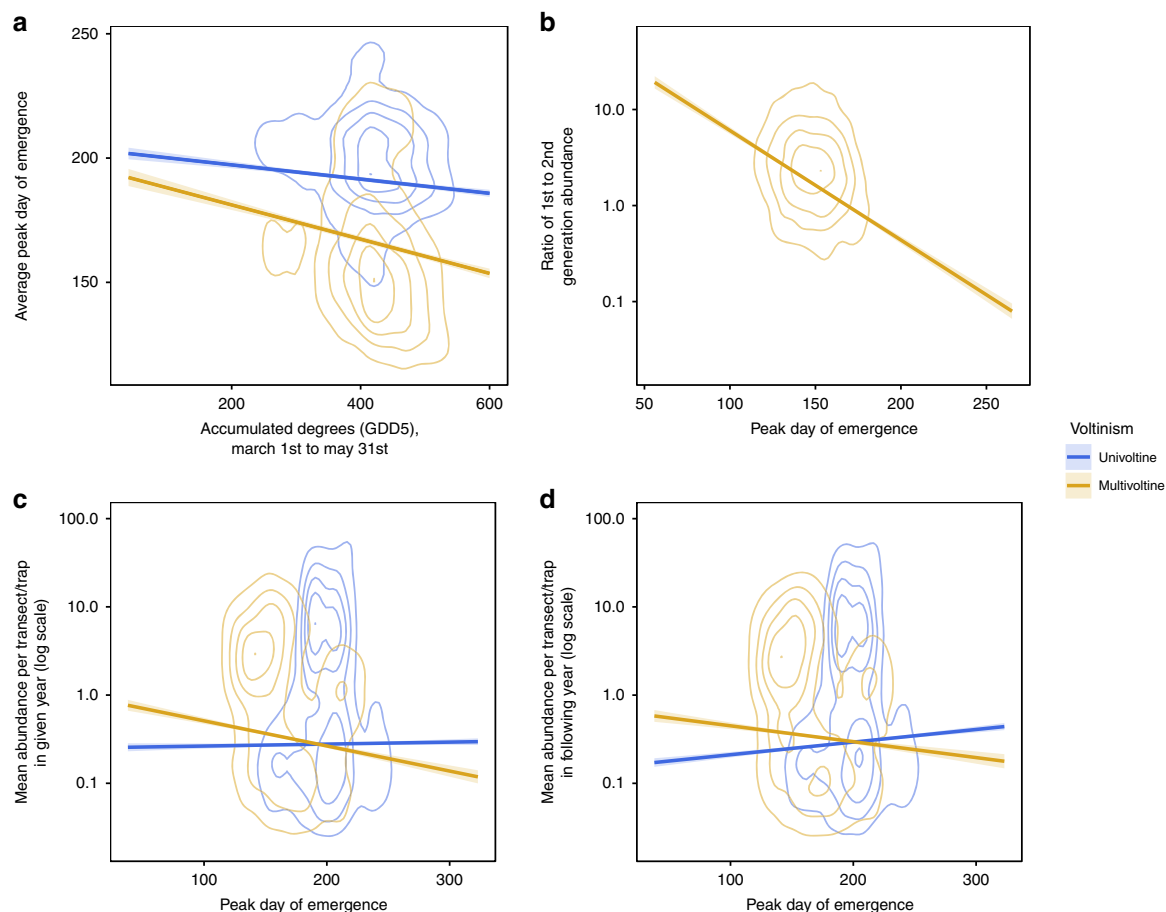 a
250
200
150
Average peak day of emergence
200
400
600
Accumulated degrees (GDD5),
march 1st to may 31st
b
10.0
1.0
0.1
Ratio of 1st to 2nd
generation abundance
50
100
150
200
250
Peak day of emergence
Voltinism
Univoltine
Multivoltine
c
100.0
10.0
1.0
0.1
Mean abundance per transect/trap
in given year (log scale)
100
200
300
Peak day of emergence
d
100.0
10.0
1.0
0.1
Mean abundance per transect/trap
in following year (log scale)
100
200
300
Peak day of emergence